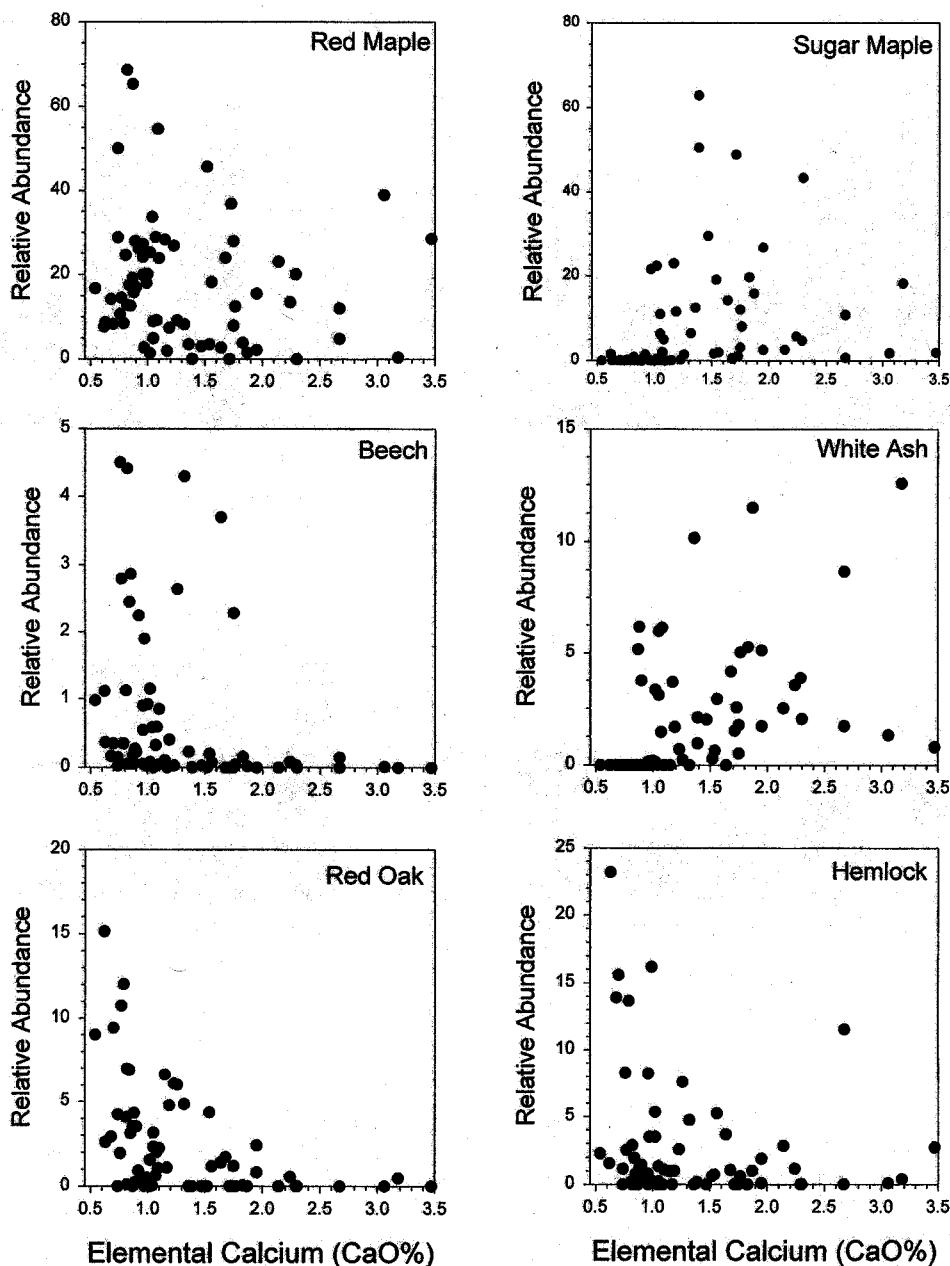 Red Maple
Relative Abundance
80
60
40
20
0
0.5 1.0 1.5 2.0 2.5 3.0 3.5
Sugar Maple
Relative Abundance
80
60
40
20
0
0.5 1.0 1.5 2.0 2.5 3.0 3.5
Beech
Relative Abundance
5
4
3
2
1
0
0.5 1.0 1.5 2.0 2.5 3.0 3.5
White Ash
Relative Abundance
15
10
5
0
0.5 1.0 1.5 2.0 2.5 3.0 3.5
Red Oak
Relative Abundance
20
15
10
5
0
0.5 1.0 1.5 2.0 2.5 3.0 3.5
Elemental Calcium (CaO%)
Hemlock
Relative Abundance
25
20
15
10
5
0
0.5 1.0 1.5 2.0 2.5 3.0 3.5
Elemental Calcium (CaO%)